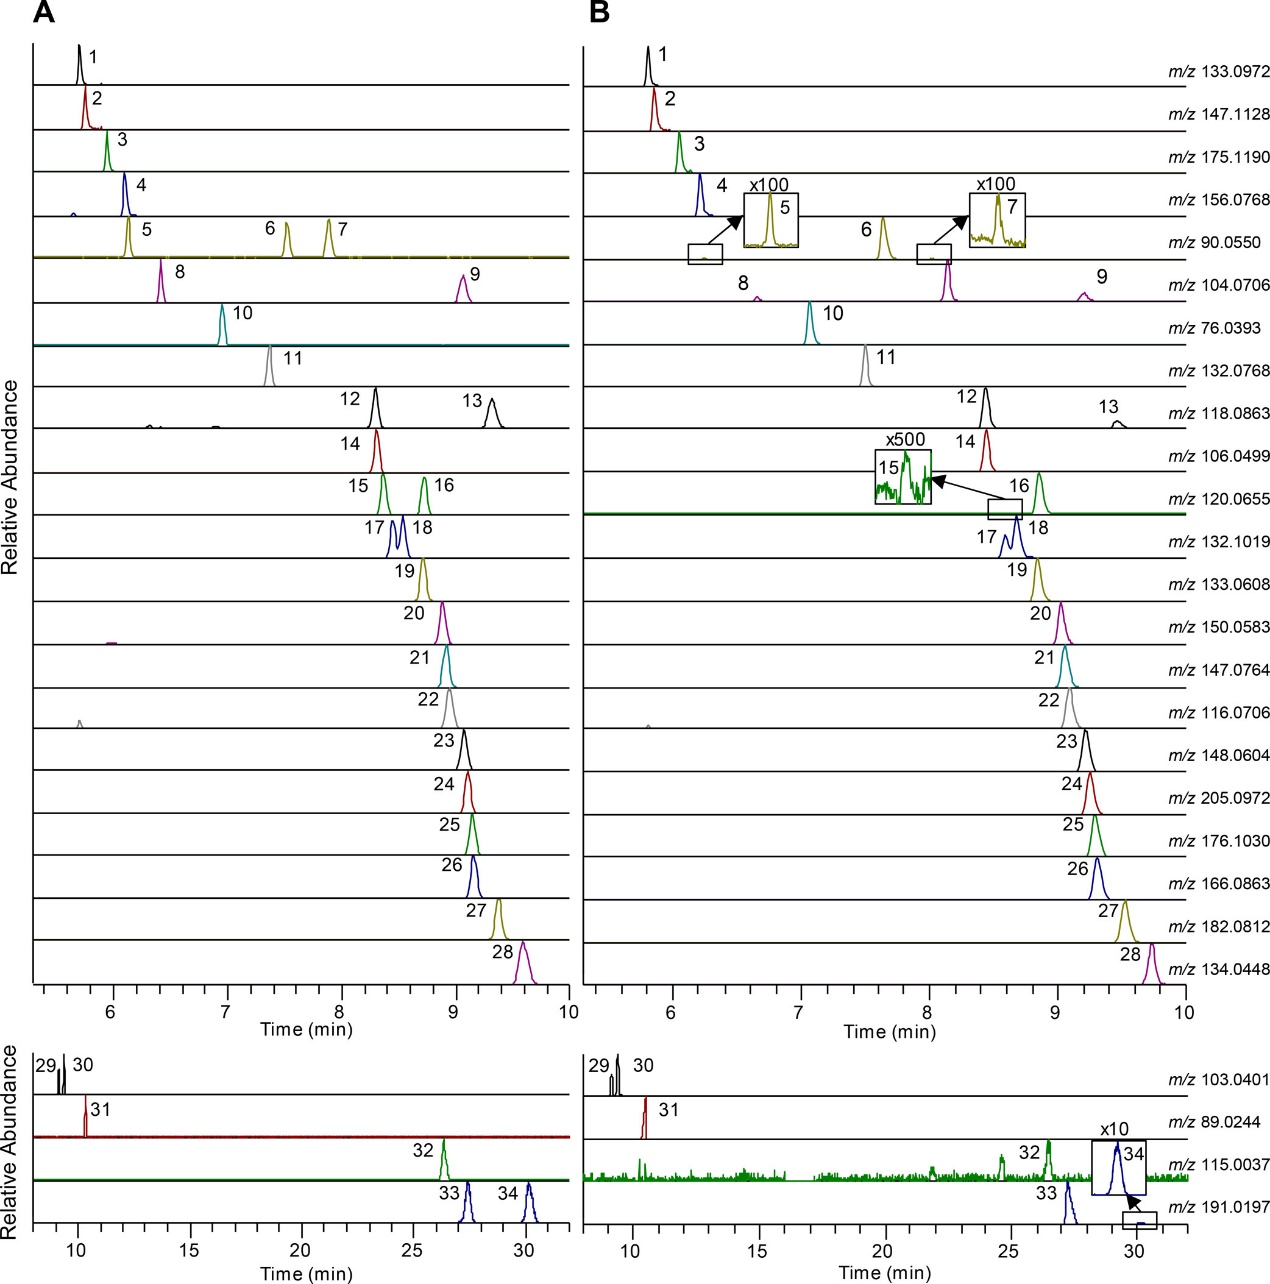 A
B
1
1
m/z 133.0972
2
2
m/z 147.1128
3
3
m/z 175.1190
4
4
x100
x100
m/z 156.0768
5
6
7
5
6
7
m/z 90.0550
8
9
8
9
m/z 104.0706
10
10
m/z 76.0393
11
11
m/z 132.0768
12
13
12
13
m/z 118.0863
14
14
x500
m/z 106.0499
15
16
15
16
m/z 120.0655
17
18
17
18
m/z 132.1019
19
19
m/z 133.0608
20
20
m/z 150.0583
21
21
m/z 147.0764
22
22
m/z 116.0706
23
23
m/z 148.0604
24
24
m/z 205.0972
25
25
m/z 176.1030
26
26
m/z 166.0863
27
27
m/z 182.0812
28
28
m/z 134.0448
Relative Abundance
6 7 8 9 10
Time (min)
6 7 8 9 10
Time (min)
29
30
29
30
m/z 103.0401
31
31
m/z 89.0244
32
32
x10
34
m/z 115.0037
33
34
33
m/z 191.0197
Relative Abundance
10 15 20 25 30
Time (min)
10 15 20 25 30
Time (min)